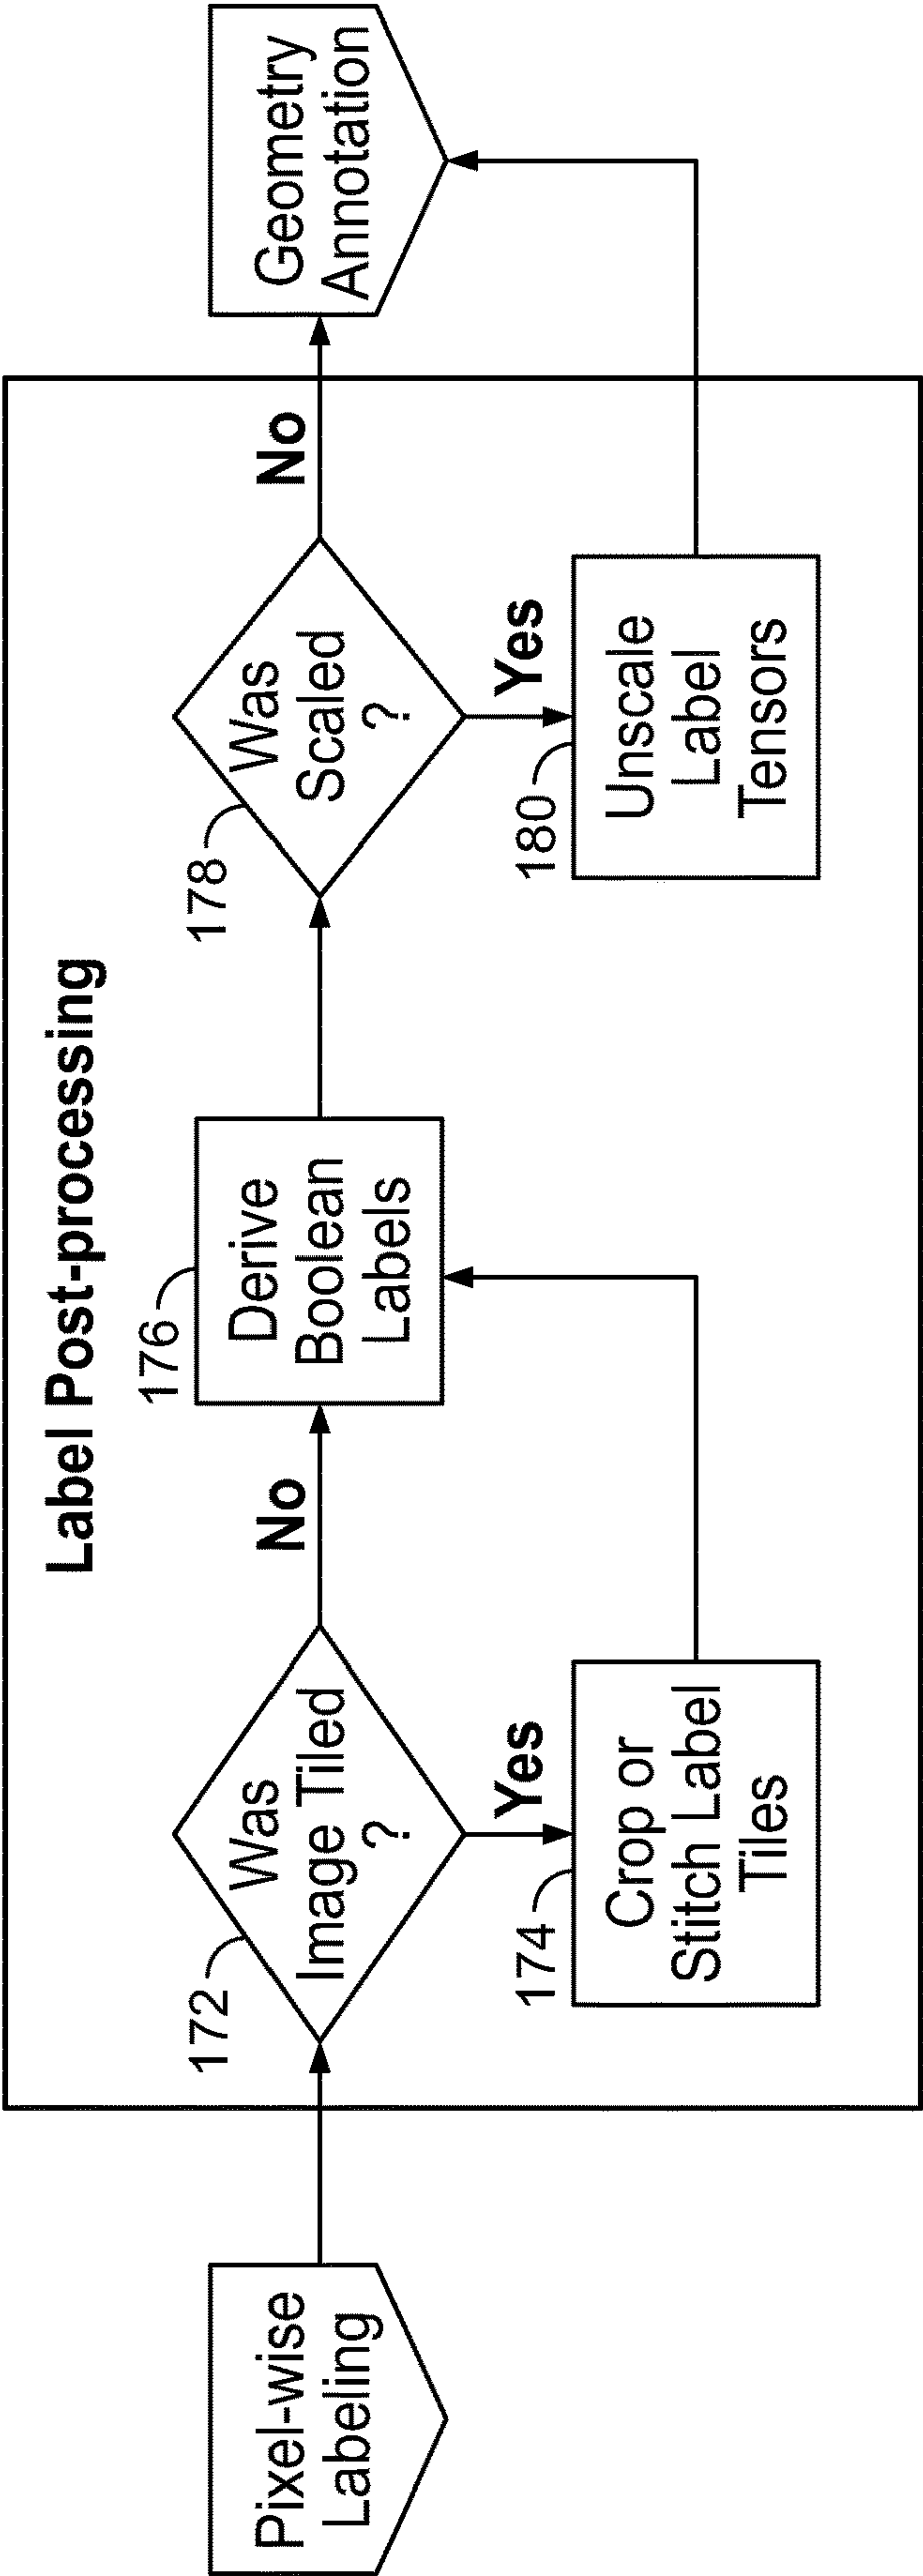 Label Post-processing
Pixel-wise
Labeling
172
Was
Image Tiled
?
No
Yes
174
Crop or
Stitch Label
Tiles
176
Derive
Boolean
Labels
178
Was
Scaled
?
No
Yes
180
Unscale
Label
Tensors
Geometry
Annotation